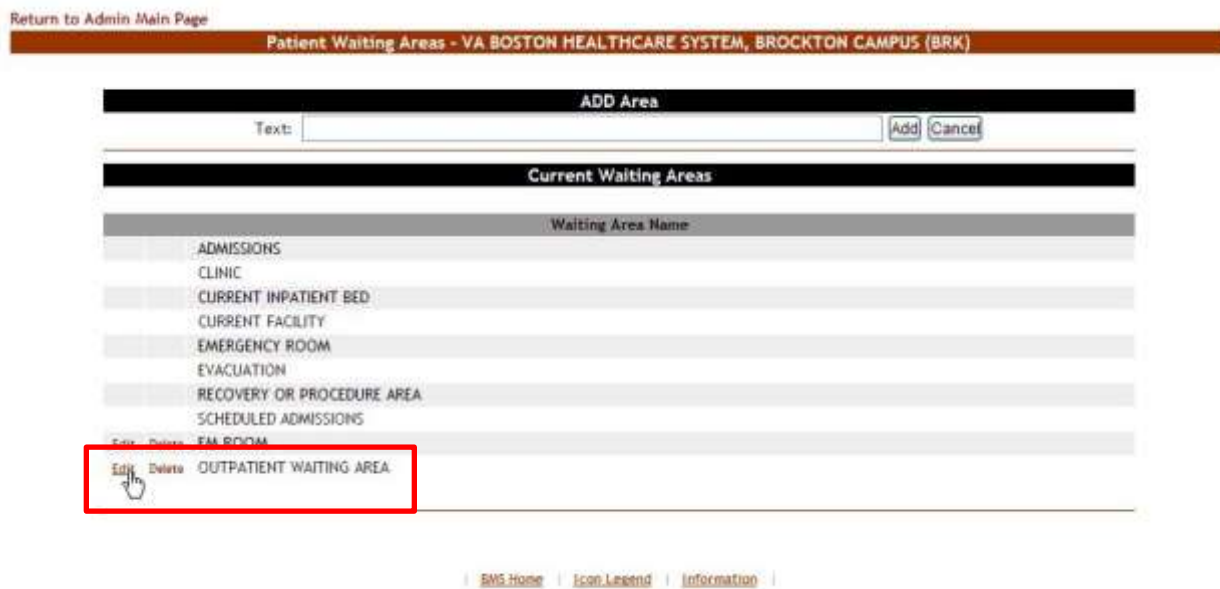 Return to Admin Main Page
Patient Waiting Areas - VA BOSTON HEALTHCARE SYSTEM, BROCKTON CAMPUS (BRK)
ADD Area
Text: Add Cancel
Current Waiting Areas
Waiting Area Name
ADMISSIONS
CLINIC
CURRENT INPATIENT BED
CURRENT FACILITY
EMERGENCY ROOM
EVACUATION
RECOVERY OR PROCEDURE AREA
SCHEDULED ADMISSIONS
Edit Delete EM ROOM
Edit Delete OUTPATIENT WAITING AREA
| BMS Home | Icon Legend | Information |